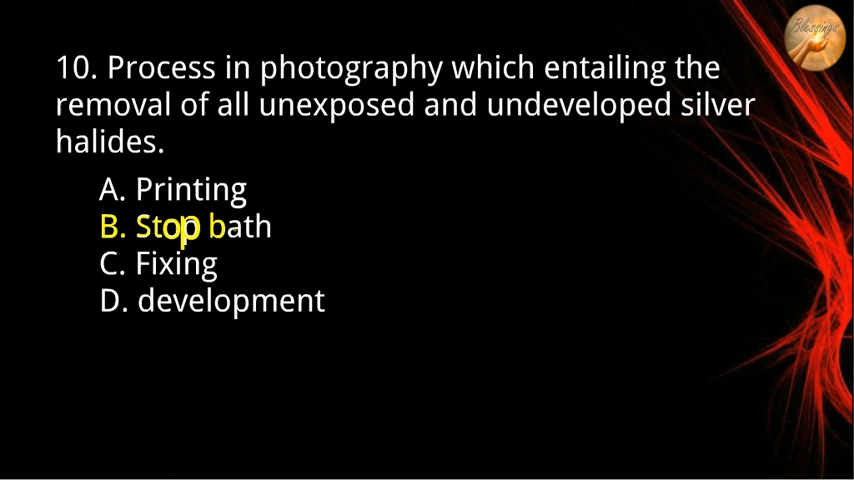 Blessings
10. Process in photography which entailing the
removal of all unexposed and undeveloped silver
halides.
A. Printing
B. Stop bath
C. Fixing
D. development